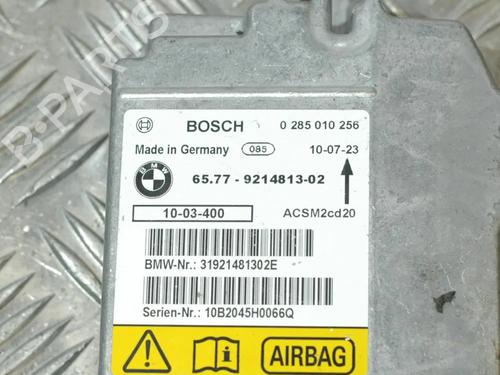 BOSCH 0 285 010 256
Made in Germany 085 10-07-23
BMW 65.77 - 9214813-02
10-03-400 ACSM2cd20
BMW-Nr.: 31921481302E
Serien-Nr.: 10B2045H0066Q
AIRBAG
B-PARTS